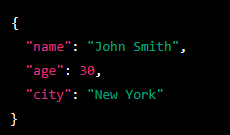 {
  "name": "John Smith",
  "age": 30,
  "city": "New York"
}